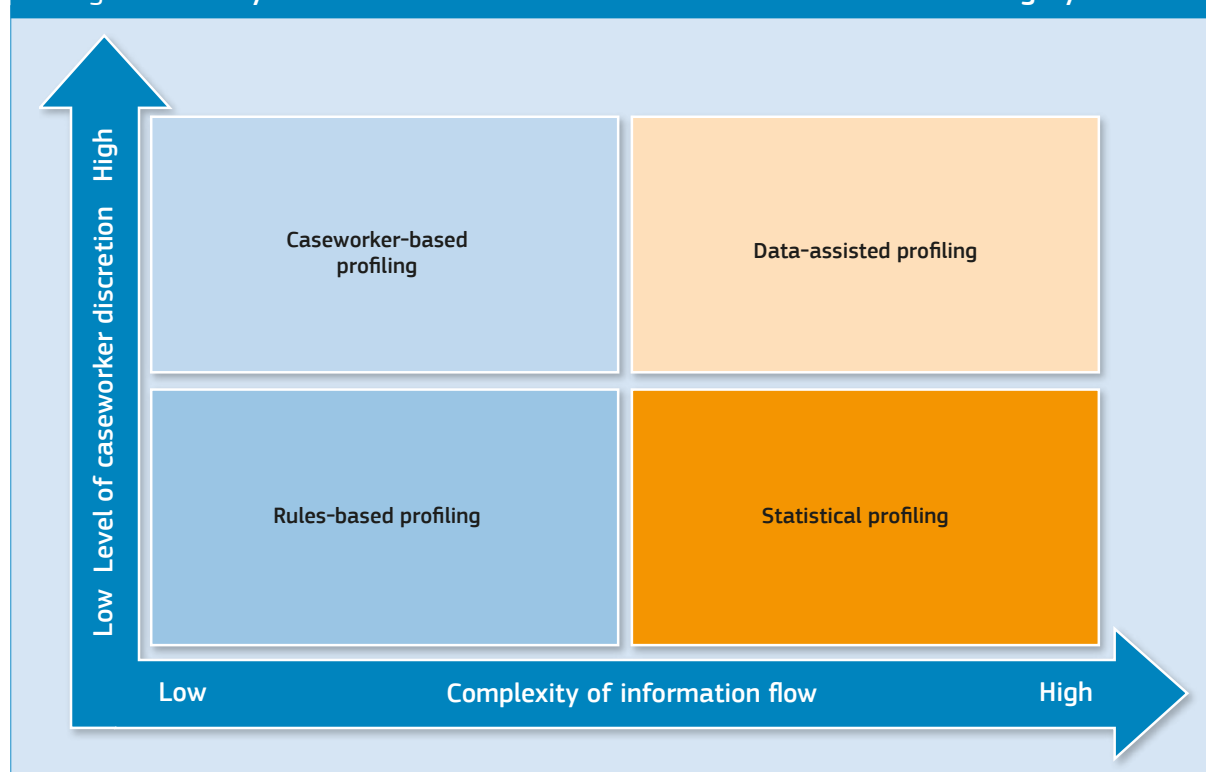 High
Level of caseworker discretion
Low
Caseworker-based
profiling
Data-assisted profiling
Rules-based profiling
Statistical profiling
Low
Complexity of information flow
High